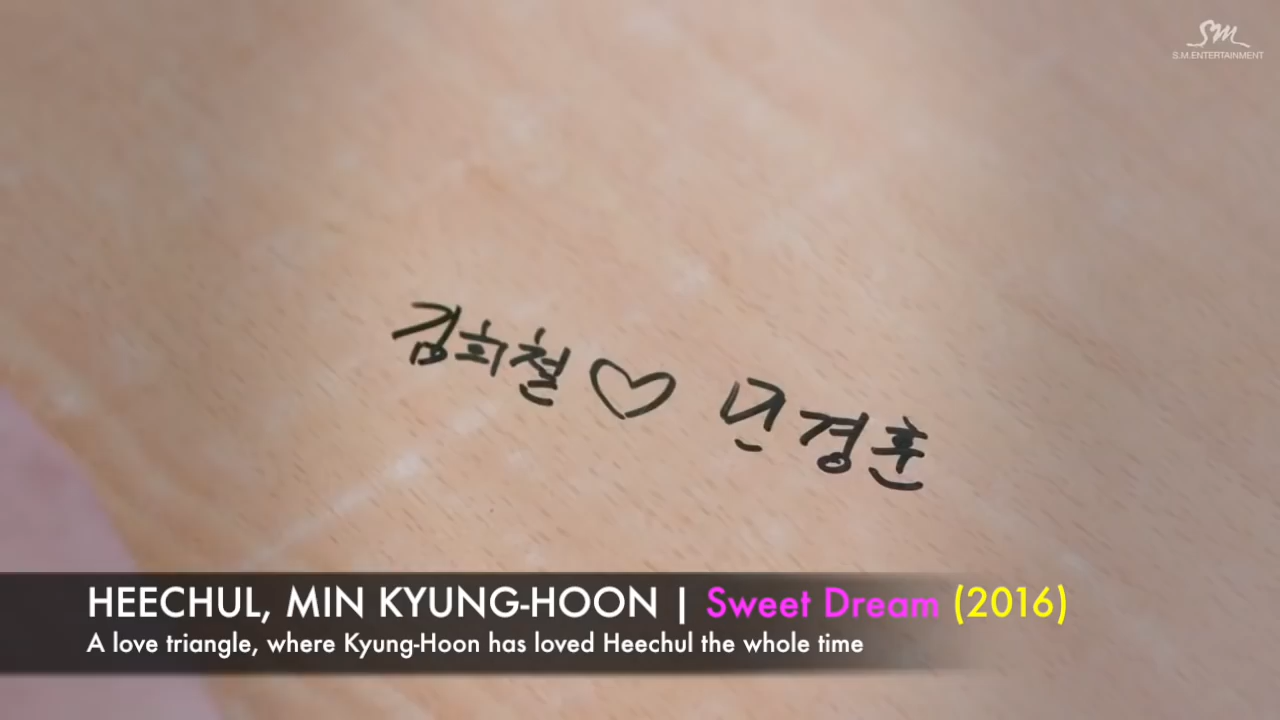 SM
S.M.ENTERTAINMENT
김희철♡ 민경훈
HEECHUL, MIN KYUNG-HOON | Sweet Dream (2016)
A love triangle, where Kyung-Hoon has loved Heechul the whole time